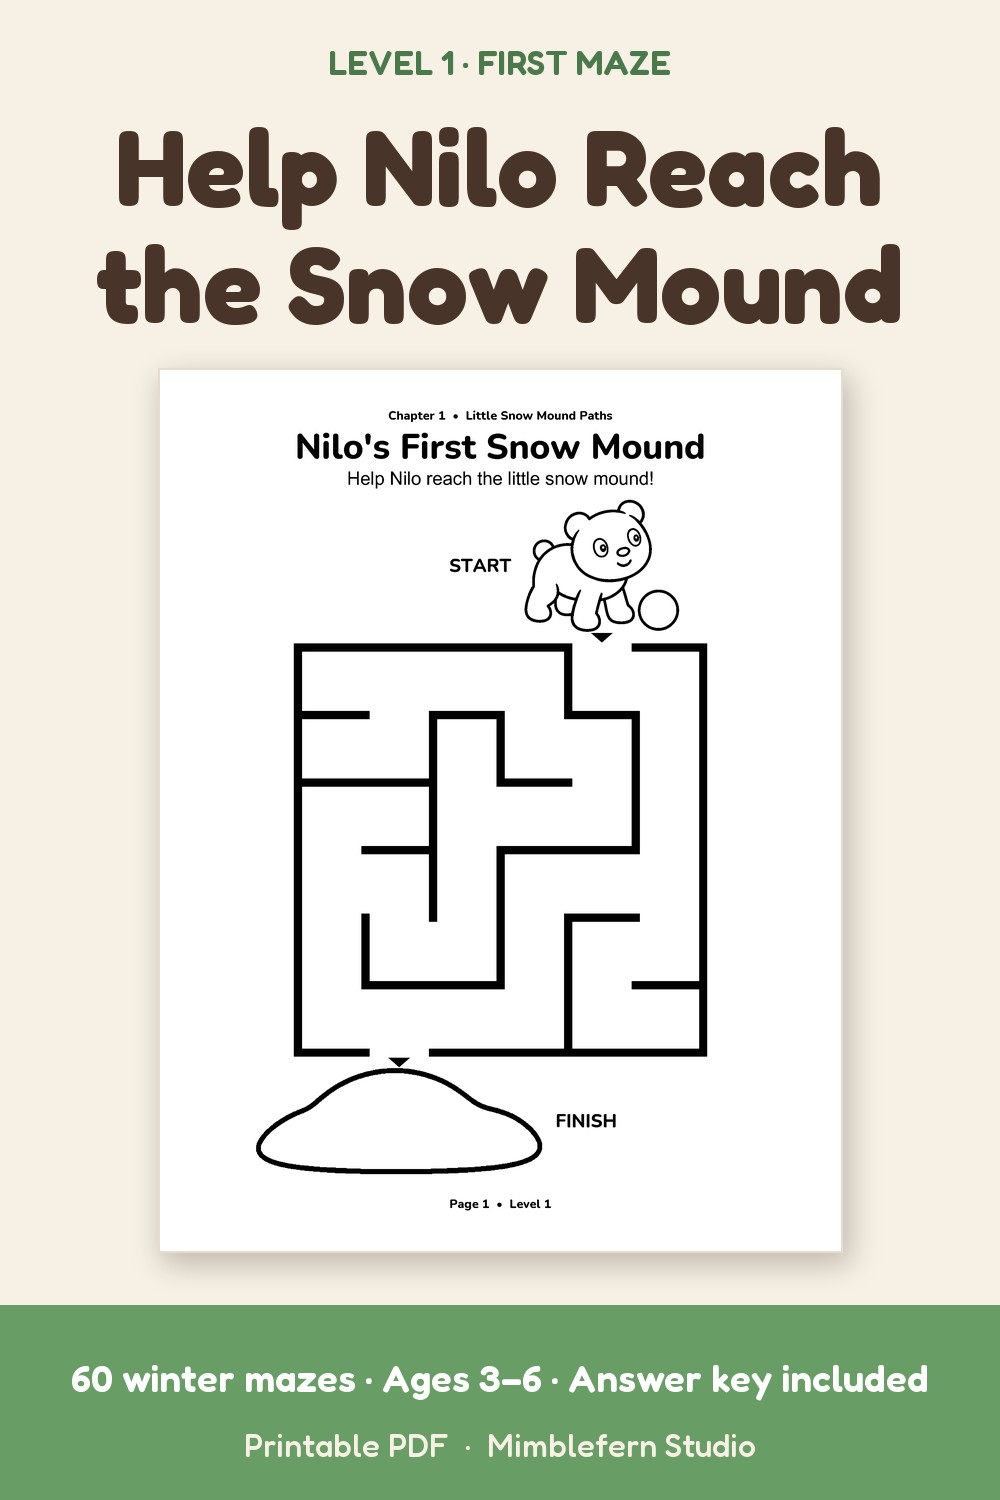 LEVEL 1 · FIRST MAZE
Help Nilo Reach
the Snow Mound
Chapter 1 • Little Snow Mound Paths
Nilo's First Snow Mound
Help Nilo reach the little snow mound!
START
FINISH
Page 1 • Level 1
60 winter mazes · Ages 3–6 · Answer key included
Printable PDF · Mimblefern Studio